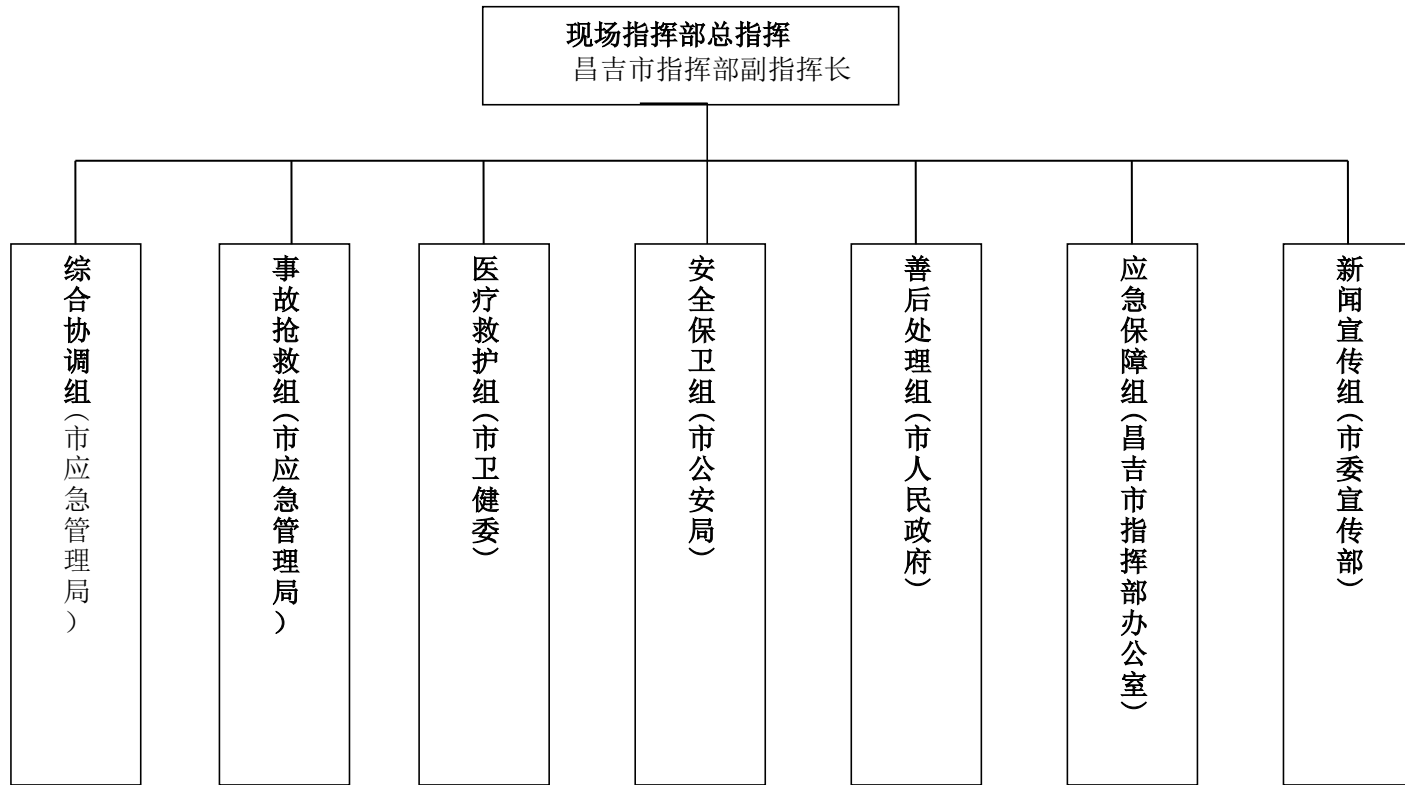 现场指挥部总指挥
昌吉市指挥部副指挥长
综合协调组(市应急管理局)
事故抢救组(市应急管理局)
医疗救护组(市卫健委)
安全保卫组(市公安局)
善后处理组(市人民政府)
应急保障组(昌吉市指挥部办公室)
新闻宣传组(市委宣传部)